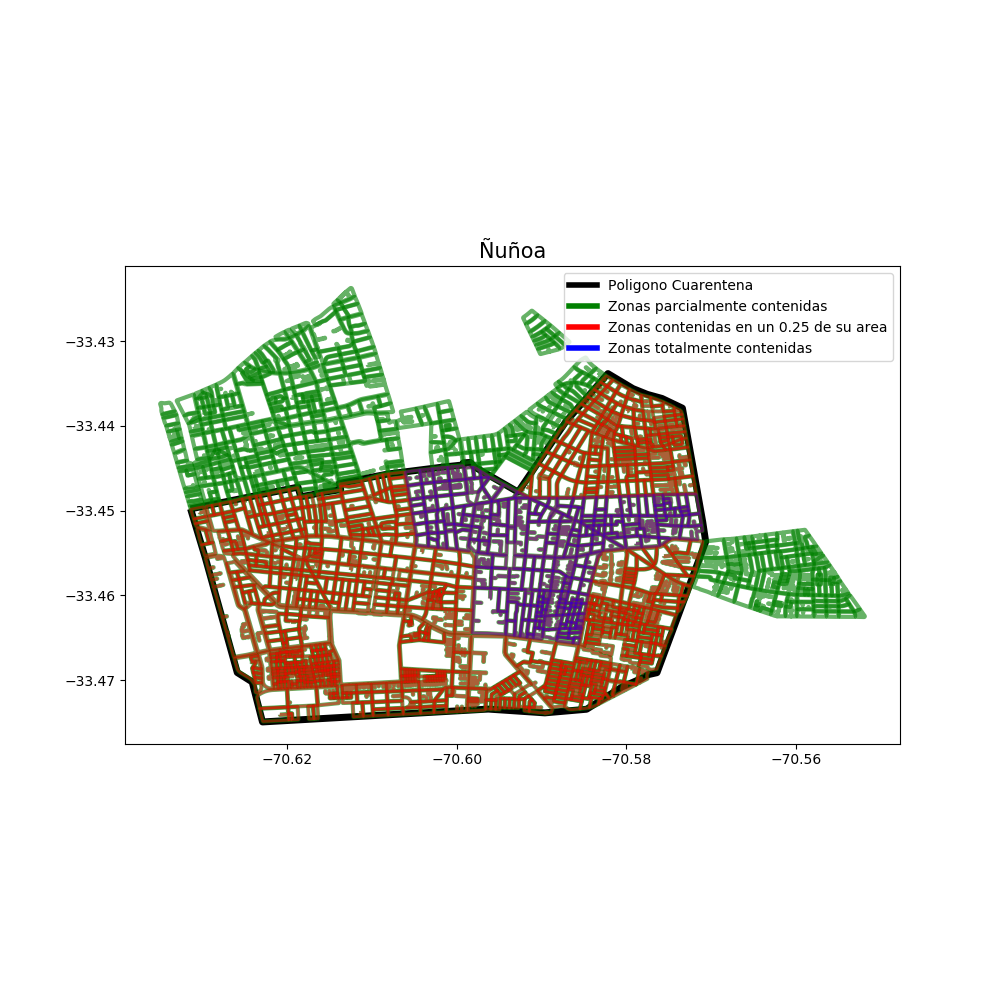 Ñuñoa
Poligono Cuarentena
Zonas parcialmente contenidas
Zonas contenidas en un 0.25 de su area
Zonas totalmente contenidas
−33.43
−33.44
−33.45
−33.46
−33.47
−70.62 −70.60 −70.58 −70.56